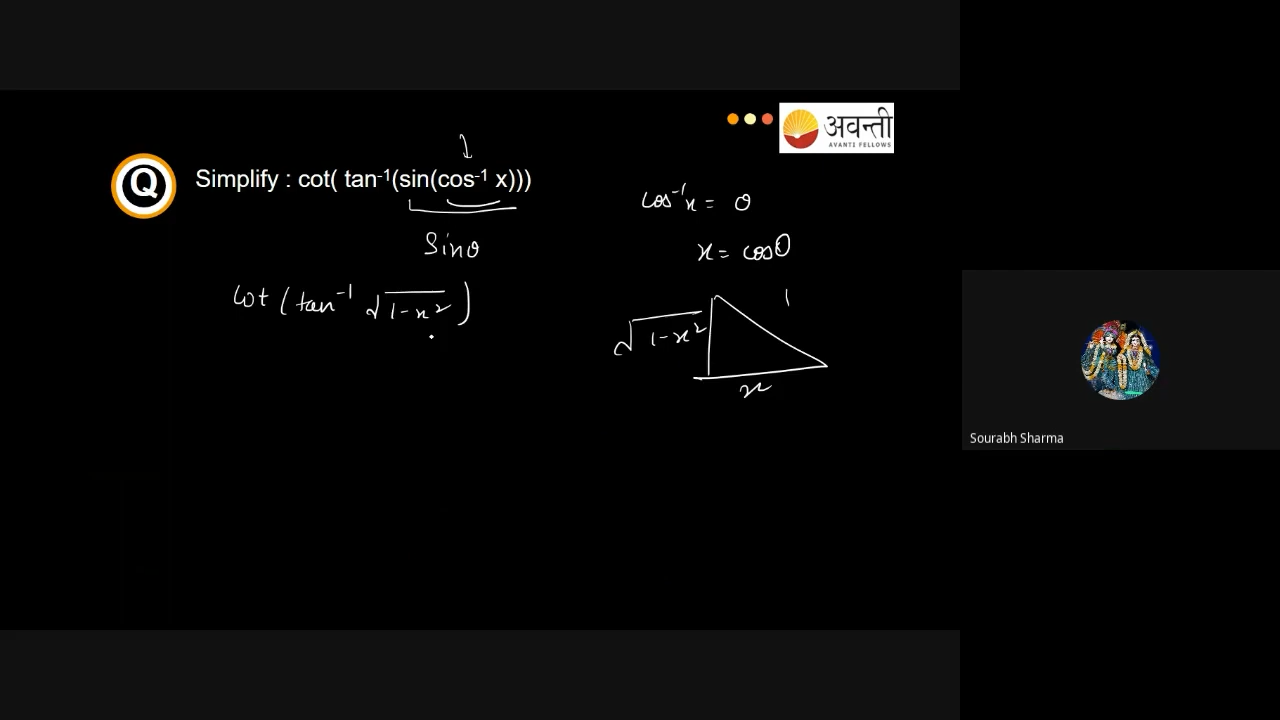 अवन्ती
AVANTI FELLOWS
Q Simplify : cot( tan⁻¹(sin(cos⁻¹ x)))
cos⁻¹x = θ
Sinθ
x = cosθ
cot (tan⁻¹ √1-x²)
1
√1-x²
x
Sourabh Sharma